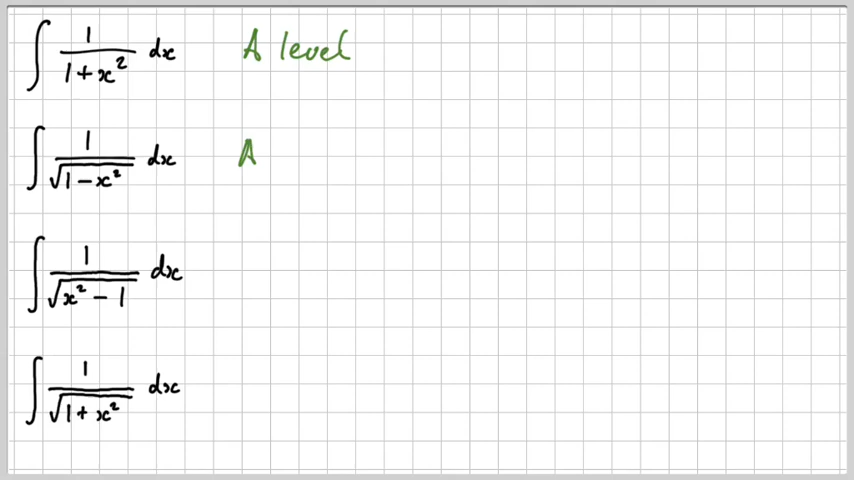 ∫ 1/(1+x²) dx A level
∫ 1/√(1-x²) dx A
∫ 1/√(x²-1) dx
∫ 1/√(1+x²) dx